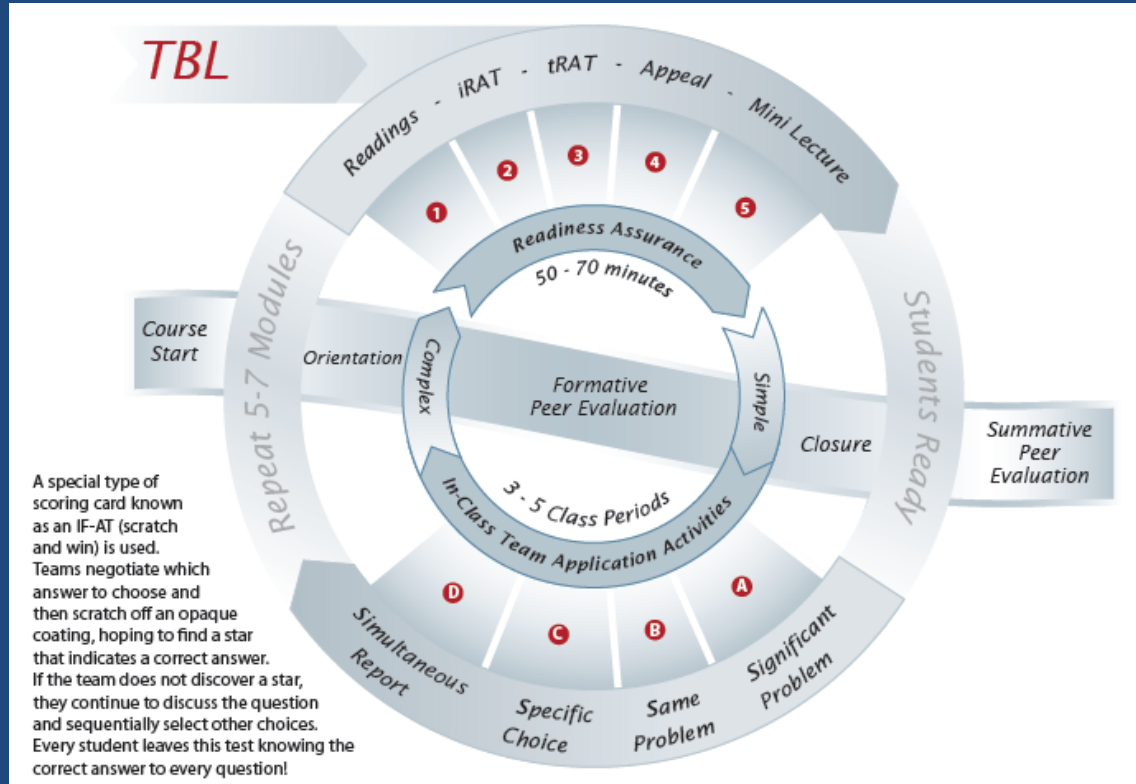 TBL
Readings - iRAT - tRAT - Appeal - Mini Lecture
1
2
3
4
5
Readiness Assurance
50 - 70 minutes
Repeat 5-7 Modules
Students Ready
Course
Start
Orientation
Complex
Formative
Peer Evaluation
Simple
Closure
Summative
Peer
Evaluation
3 - 5 Class Periods
In-Class Team Application Activities
D
C
B
A
Simultaneous
Report
Specific
Choice
Same
Problem
Significant
Problem
A special type of
scoring card known
as an IF-AT (scratch
and win) is used.
Teams negotiate which
answer to choose and
then scratch off an opaque
coating, hoping to find a star
that indicates a correct answer.
If the team does not discover a star,
they continue to discuss the question
and sequentially select other choices.
Every student leaves this test knowing the
correct answer to every question!